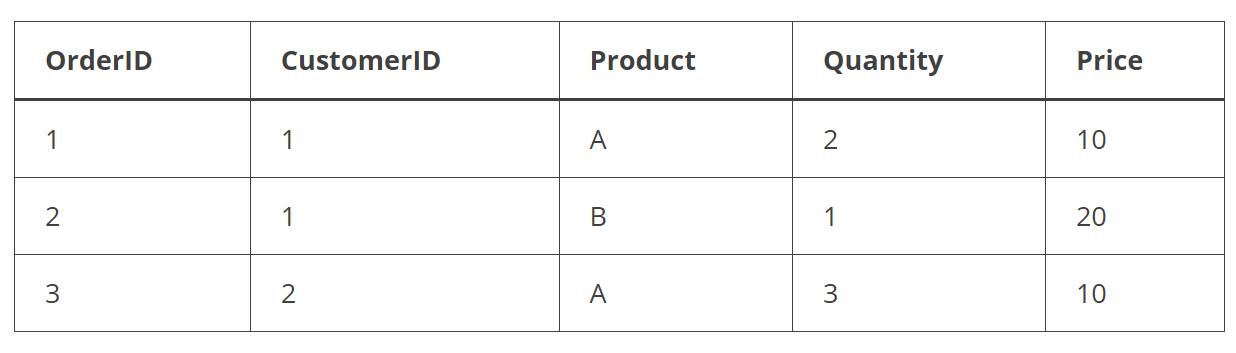 OrderID CustomerID Product Quantity Price
1 1 A 2 10
2 1 B 1 20
3 2 A 3 10